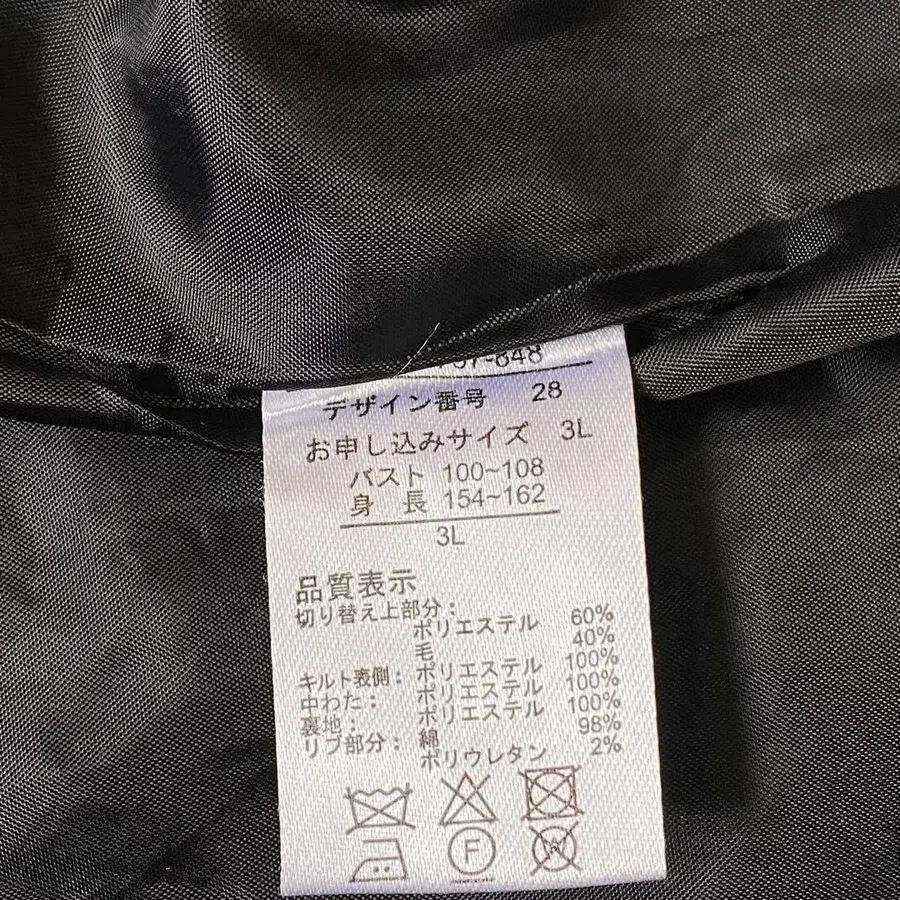 デザイン番号 28
お申し込みサイズ 3L
バスト 100~108
身 長 154~162
3L
品質表示
切り替え上部分:
ポリエステル 60%
毛 40%
キルト表側: ポリエステル 100%
中わた: ポリエステル 100%
裏地: ポリエステル 100%
リブ部分: 綿 98%
ポリウレタン 2%
F
W